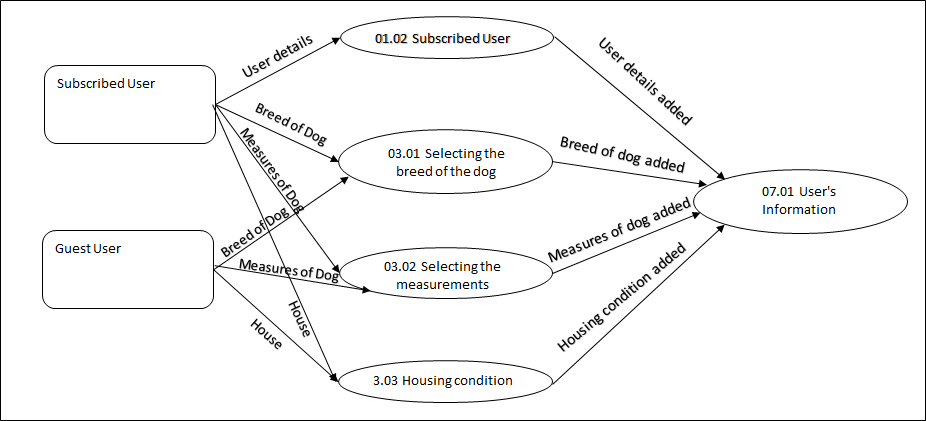 01.02 Subscribed User
User details
User details added
Subscribed User
Breed of Dog
Measures of Dog
03.01 Selecting the
breed of the dog
Breed of dog added
07.01 User's
Information
Breed of Dog
Guest User
Measures of Dog
03.02 Selecting the
measurements
Measures of dog added
House
House
Housing condition added
3.03 Housing condition